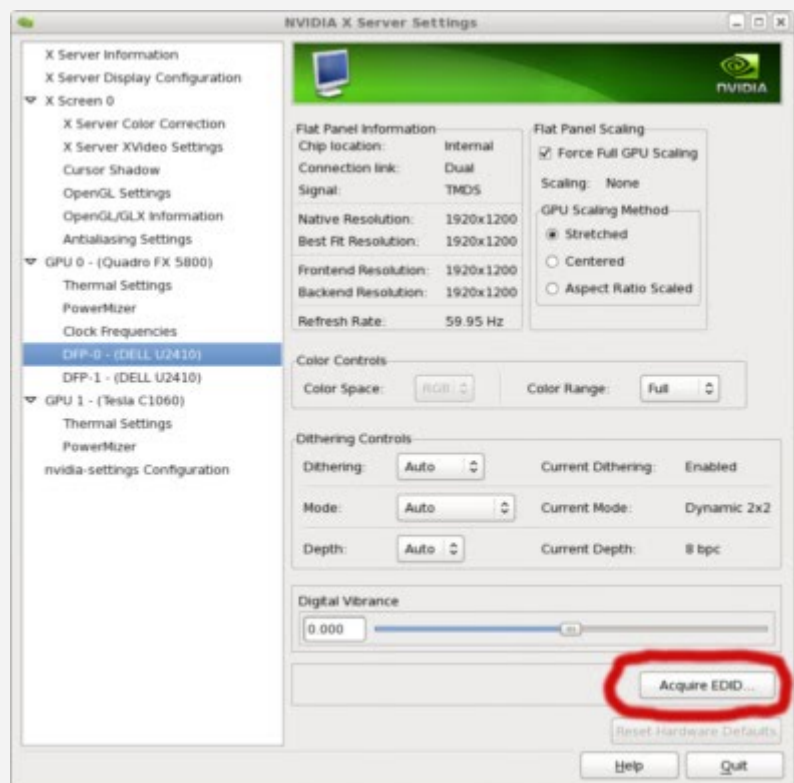 NVIDIA X Server Settings
X Server Information
X Server Display Configuration
X Screen 0
X Server Color Correction
X Server XVideo Settings
Cursor Shadow
OpenGL Settings
OpenGL/GLX Information
Antialiasing Settings
GPU 0 - (Quadro FX 5800)
Thermal Settings
PowerMizer
Clock Frequencies
DFP-0 - (DELL U2410)
DFP-1 - (DELL U2410)
GPU 1 - (Tesla C1060)
Thermal Settings
PowerMizer
nvidia-settings Configuration
NVIDIA
Flat Panel Information
Chip location: Internal
Connection link: Dual
Signal: TMDS
Native Resolution: 1920x1200
Best Fit Resolution: 1920x1200
Frontend Resolution: 1920x1200
Backend Resolution: 1920x1200
Refresh Rate: 59.95 Hz
Flat Panel Scaling
Force Full GPU Scaling
Scaling: None
GPU Scaling Method
Stretched
Centered
Aspect Ratio Scaled
Color Controls
Color Space: RGB Color Range: Full
Dithering Controls
Dithering: Auto Current Dithering: Enabled
Mode: Auto Current Mode: Dynamic 2x2
Depth: Auto Current Depth: 8 bpc
Digital Vibrance
0.000
Acquire EDID...
Reset Hardware Defaults
Help Quit